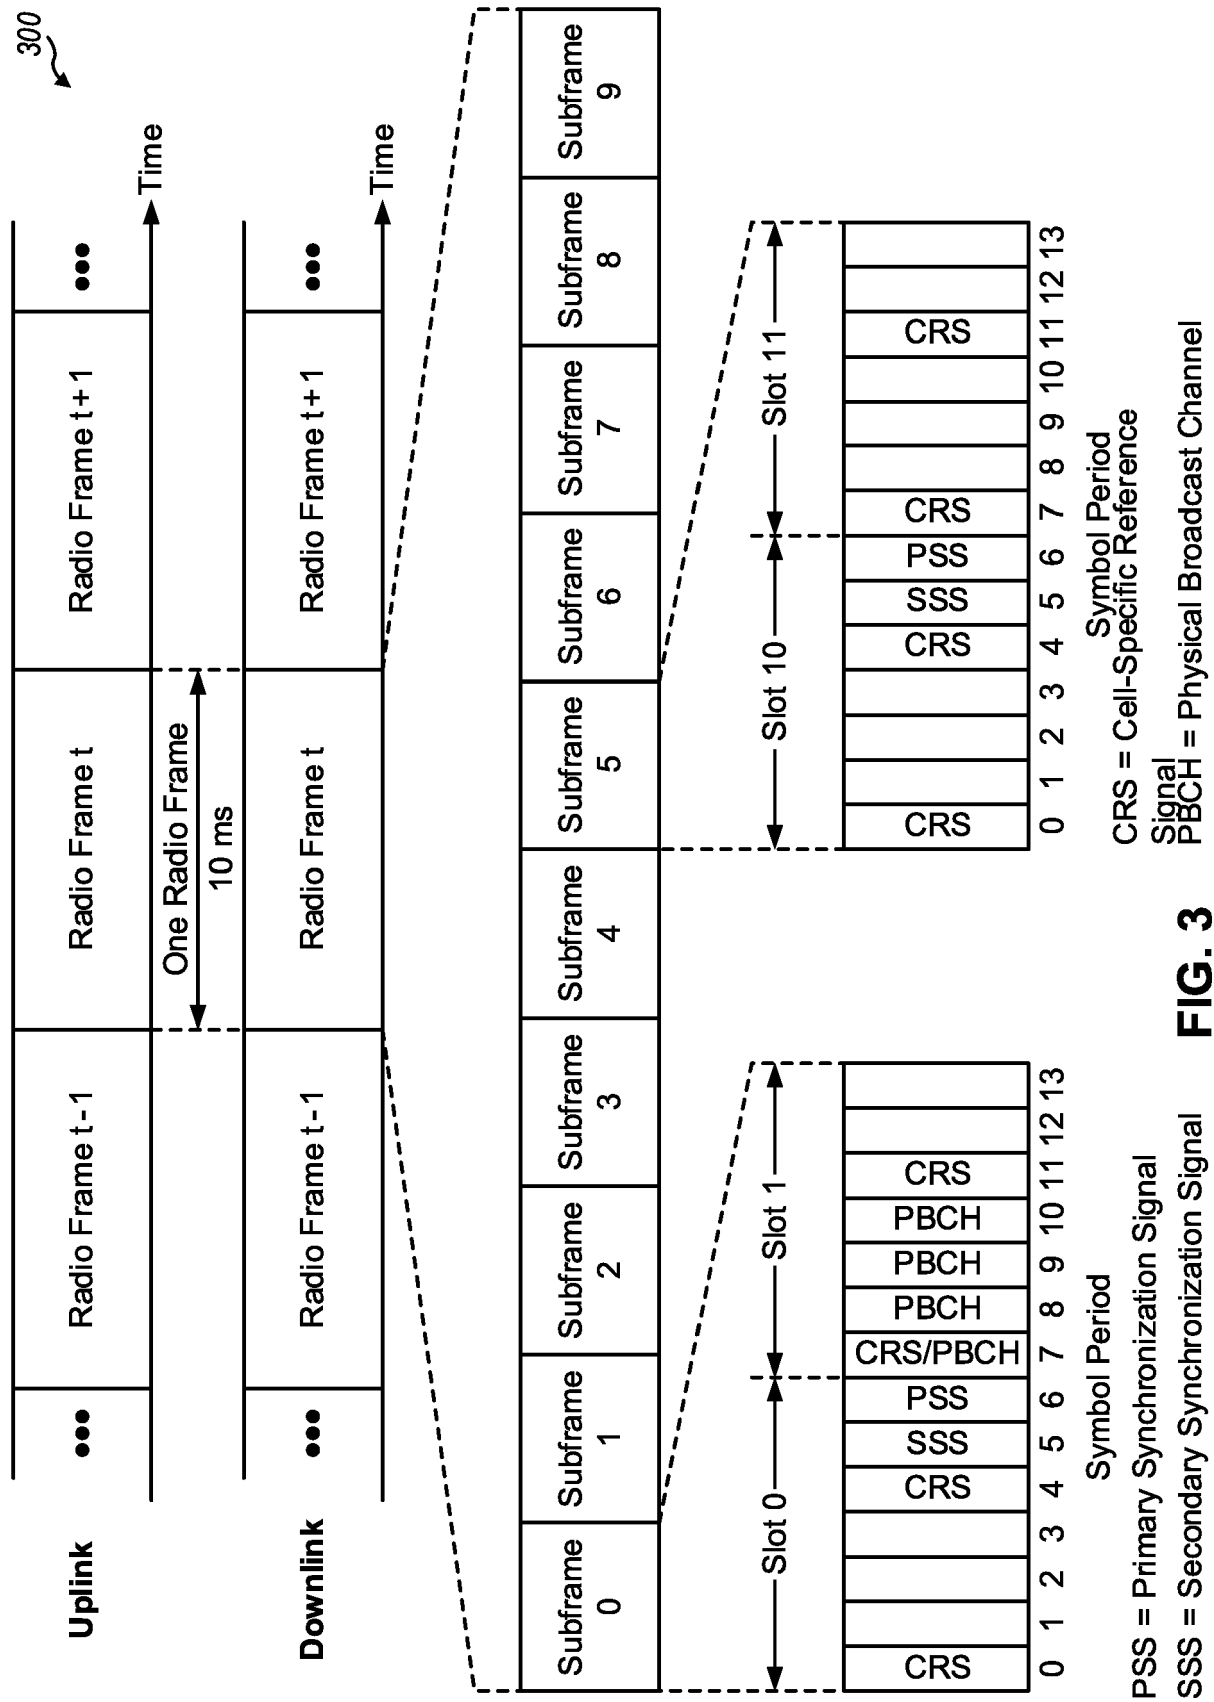 300
Uplink
••• Radio Frame t - 1 Radio Frame t Radio Frame t + 1 •••
Time
One Radio Frame
10 ms
Downlink
••• Radio Frame t - 1 Radio Frame t Radio Frame t + 1 •••
Time
Subframe Subframe Subframe Subframe Subframe Subframe Subframe Subframe Subframe Subframe
0 1 2 3 4 5 6 7 8 9
Slot 0 Slot 1
CRS CRS SSS PSS CRS/PBCH PBCH PBCH PBCH CRS
0 1 2 3 4 5 6 7 8 9 10 11 12 13
Symbol Period
Slot 10 Slot 11
CRS CRS SSS PSS CRS CRS
0 1 2 3 4 5 6 7 8 9 10 11 12 13
Symbol Period
PSS = Primary Synchronization Signal
SSS = Secondary Synchronization Signal
CRS = Cell-Specific Reference
Signal
PBCH = Physical Broadcast Channel
FIG. 3